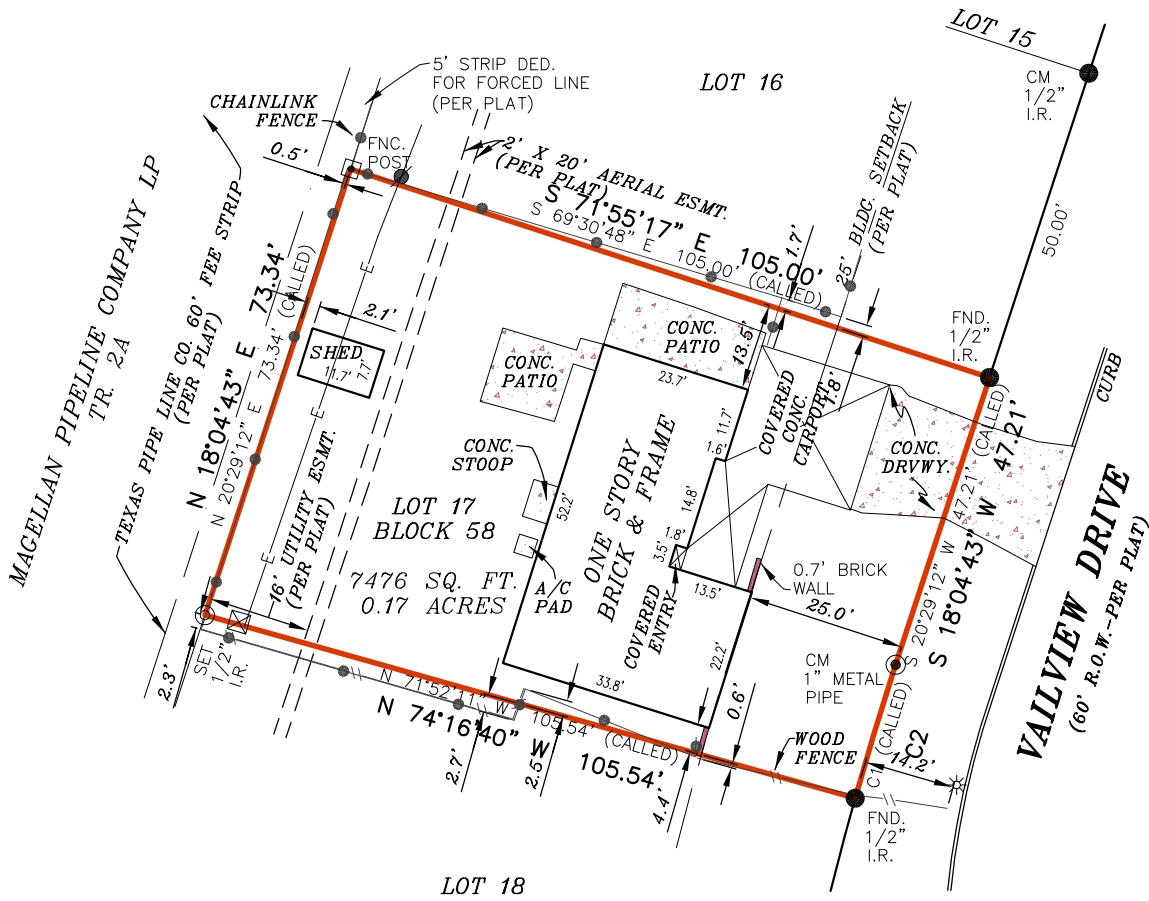 LOT 15
CM
1/2"
I.R.
5' STRIP DED.
FOR FORCED LINE
(PER PLAT)
LOT 16
CHAINLINK
FENCE
FNC.
POST
0.5'
2' X 20' AERIAL ESMT.
(PER PLAT)
25' BLDG. SETBACK
(PER PLAT)
50.00'
S 71°55'17" E 105.00'
S 69°30'48" E 105.00' (CALLED)
1.7'
MAGELLAN PIPELINE COMPANY LP
TR. 2A
TEXAS PIPE LINE CO. 60' FEE STRIP
(PER PLAT)
N 18°04'43" E 73.34'
N 20°29'12" E 73.34' (CALLED)
E
E
E
2.1'
SHED
11.7'
7.7'
CONC.
PATIO
CONC.
PATIO
13.5'
1.8'
FND.
1/2"
I.R.
CURB
23.7'
11.7'
1.6'
COVERED
CONC.
CARPORT
CONC.
DRVWY.
47.21'
47.21' (CALLED)
CONC.
STOOP
LOT 17
BLOCK 58
7476 SQ. FT.
0.17 ACRES
52.2'
ONE STORY
BRICK & FRAME
14.8'
1.8'
3.5'
A/C
PAD
COVERED
ENTRY
13.5'
0.7' BRICK
WALL
25.0'
S 18°04'43" W
S 20°29'12" W
VAILVIEW DRIVE
(60' R.O.W.-PER PLAT)
16' UTILITY ESMT.
(PER PLAT)
22.2'
33.8'
CM
1" METAL
PIPE
SET
1/2"
I.R.
2.3'
N 71°52'11" W 105.54' (CALLED)
N 74°16'40" W 105.54'
2.7'
2.5'
4.4'
0.6'
WOOD
FENCE
C1 (CALLED)
C2
14.2'
FND.
1/2"
I.R.
LOT 18